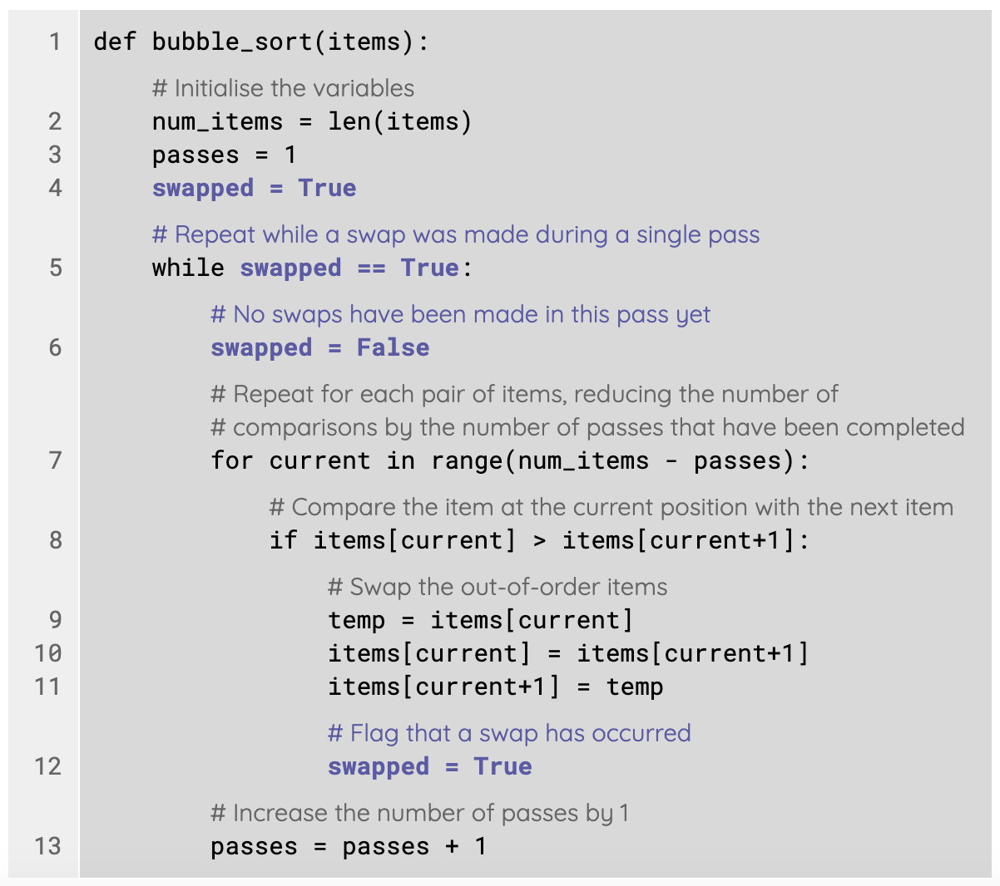 1 def bubble_sort(items):
# Initialise the variables
2 num_items = len(items)
3 passes = 1
4 swapped = True
# Repeat while a swap was made during a single pass
5 while swapped == True:
# No swaps have been made in this pass yet
6 swapped = False
# Repeat for each pair of items, reducing the number of
# comparisons by the number of passes that have been completed
7 for current in range(num_items - passes):
# Compare the item at the current position with the next item
8 if items[current] > items[current+1]:
# Swap the out-of-order items
9 temp = items[current]
10 items[current] = items[current+1]
11 items[current+1] = temp
# Flag that a swap has occurred
12 swapped = True
# Increase the number of passes by 1
13 passes = passes + 1